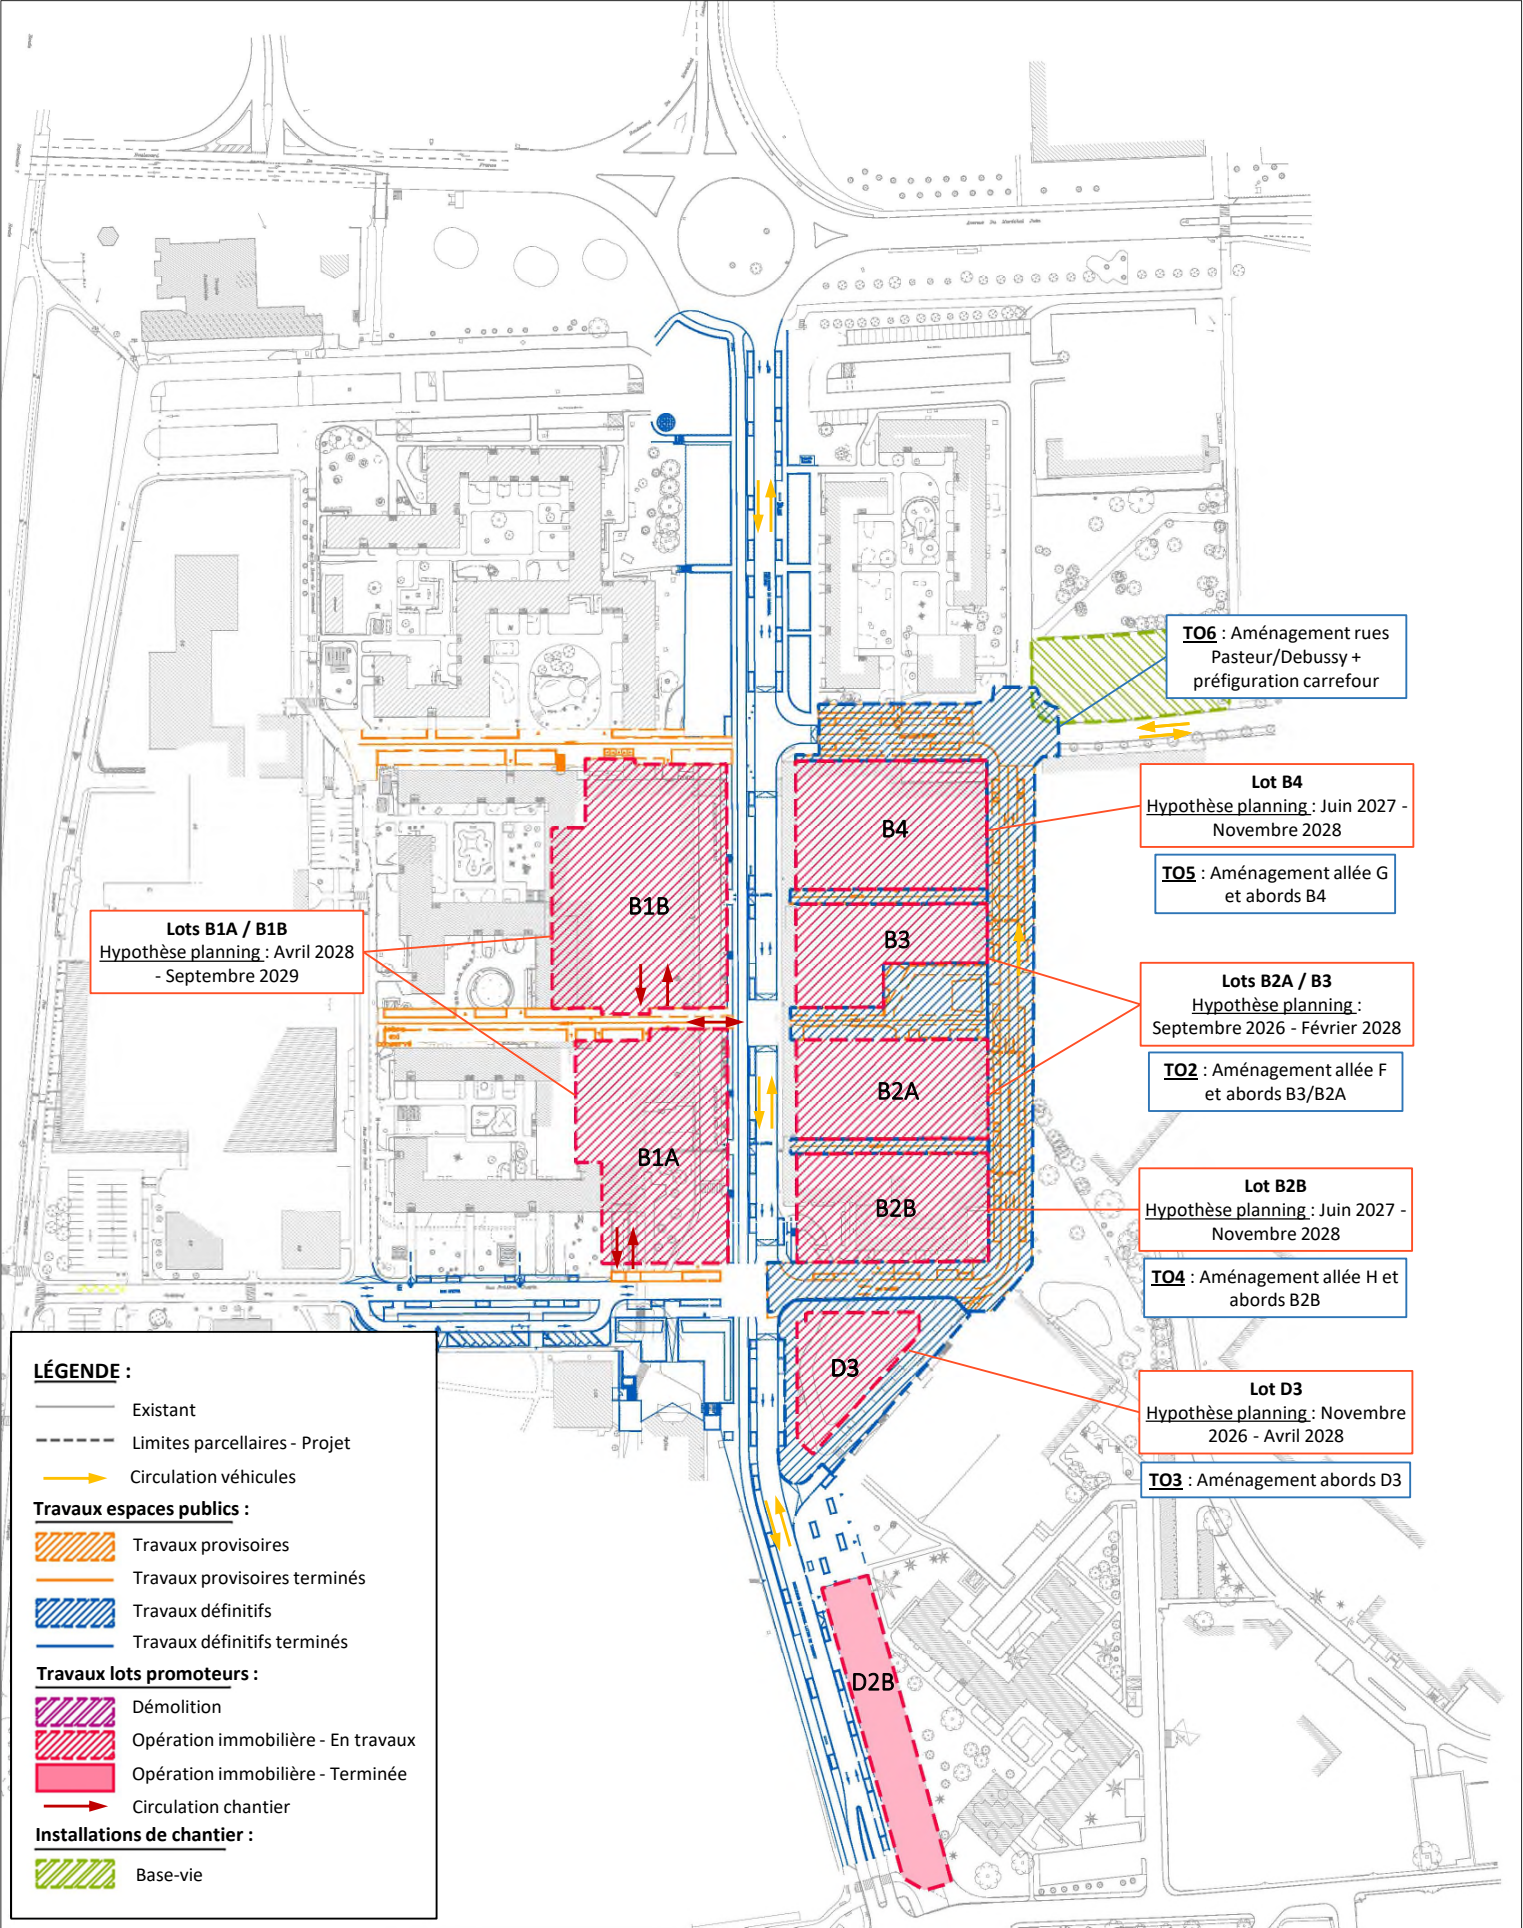 Avenue Du Maréchal Juin
TO6 : Aménagement rues
Pasteur/Debussy +
préfiguration carrefour
Lot B4
Hypothèse planning : Juin 2027 -
Novembre 2028
TO5 : Aménagement allée G
et abords B4
B4
B1B
B3
Lots B1A / B1B
Hypothèse planning : Avril 2028
- Septembre 2029
Lots B2A / B3
Hypothèse planning :
Septembre 2026 - Février 2028
TO2 : Aménagement allée F
et abords B3/B2A
B2A
B1A
B2B
Lot B2B
Hypothèse planning : Juin 2027 -
Novembre 2028
TO4 : Aménagement allée H et
abords B2B
D3
Lot D3
Hypothèse planning : Novembre
2026 - Avril 2028
TO3 : Aménagement abords D3
D2B
LÉGENDE :
Existant
Limites parcellaires - Projet
Circulation véhicules
Travaux espaces publics :
Travaux provisoires
Travaux provisoires terminés
Travaux définitifs
Travaux définitifs terminés
Travaux lots promoteurs :
Démolition
Opération immobilière - En travaux
Opération immobilière - Terminée
Circulation chantier
Installations de chantier :
Base-vie